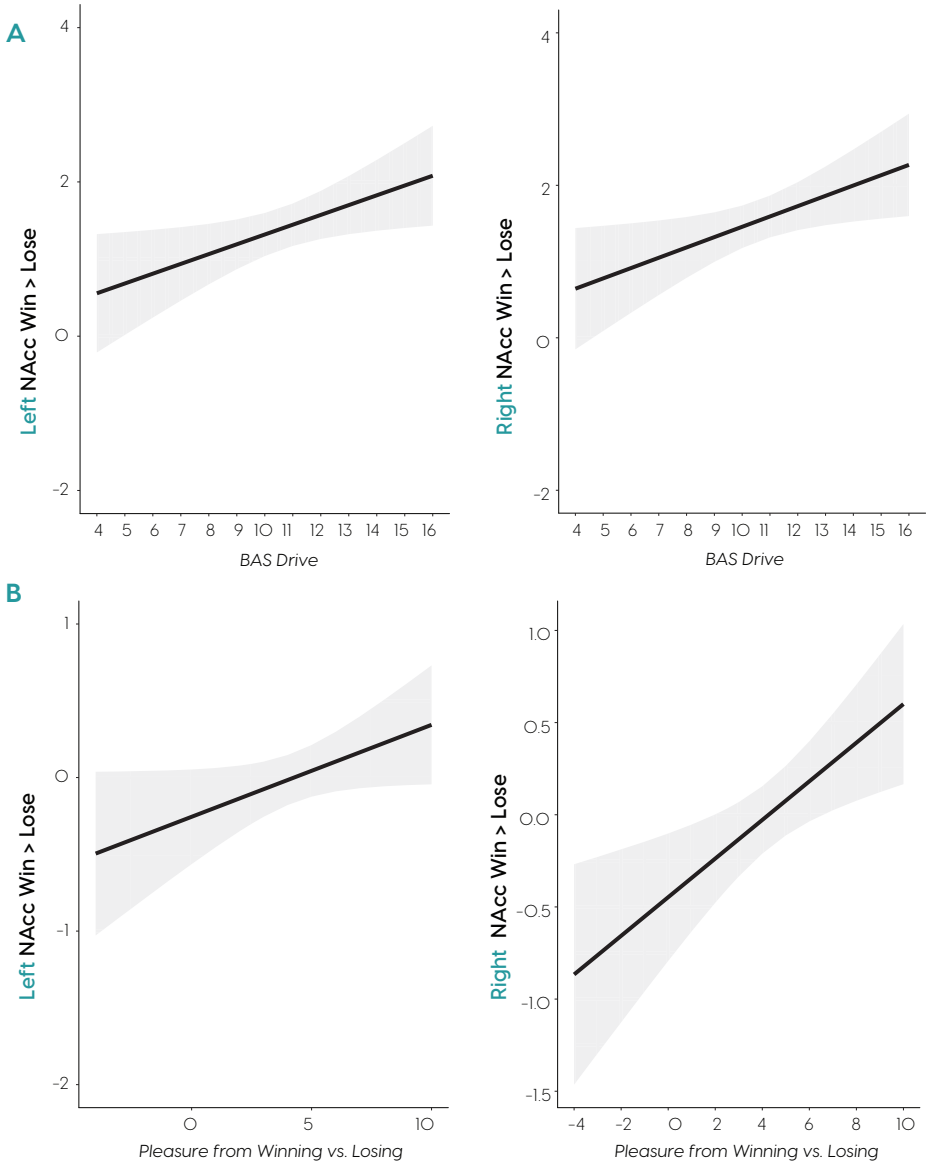 A
4
2
0
-2
Left NAcc Win > Lose
4 5 6 7 8 9 10 11 12 13 14 15 16
BAS Drive
4
2
0
-2
Right NAcc Win > Lose
4 5 6 7 8 9 10 11 12 13 14 15 16
BAS Drive
B
1
0
-1
-2
Left NAcc Win > Lose
0 5 10
Pleasure from Winning vs. Losing
1.0
0.5
0.0
-0.5
-1.0
-1.5
Right NAcc Win > Lose
-4 -2 0 2 4 6 8 10
Pleasure from Winning vs. Losing